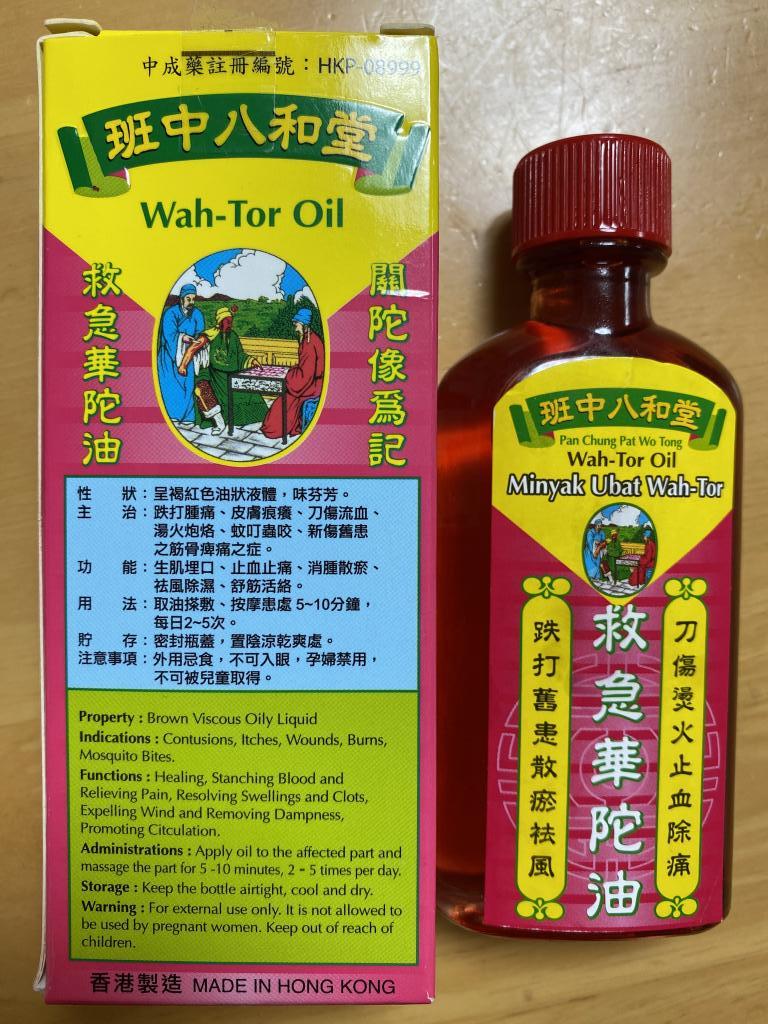 中成藥註冊編號：HKP-08999
班中八和堂
Wah-Tor Oil
救急華陀油
關陀像爲記
性　狀：呈褐紅色油狀液體，味芬芳。
主　治：跌打腫痛、皮膚痕癢、刀傷流血、
湯火炮烙、蚊叮蟲咬、新傷舊患
之筋骨痺痛之症。
功　能：生肌埋口、止血止痛、消腫散瘀、
祛風除濕、舒筋活絡。
用　法：取油搽敷、按摩患處 5~10分鐘，
每日2~5次。
貯　存：密封瓶蓋，置陰涼乾爽處。
注意事項：外用忌食，不可入眼，孕婦禁用，
不可被兒童取得。
Property : Brown Viscous Oily Liquid
Indications : Contusions, Itches, Wounds, Burns,
Mosquito Bites.
Functions : Healing, Stanching Blood and
Relieving Pain, Resolving Swellings and Clots,
Expelling Wind and Removing Dampness,
Promoting Citculation.
Administrations : Apply oil to the affected part and
massage the part for 5 -10 minutes, 2 - 5 times per day.
Storage : Keep the bottle airtight, cool and dry.
Warning : For external use only. It is not allowed to
be used by pregnant women. Keep out of reach of
children.
香港製造 MADE IN HONG KONG
班中八和堂
Pan Chung Pat Wo Tong
Wah-Tor Oil
Minyak Ubat Wah-Tor
刀傷燙火止血除痛
救急華陀油
跌打舊患散瘀祛風